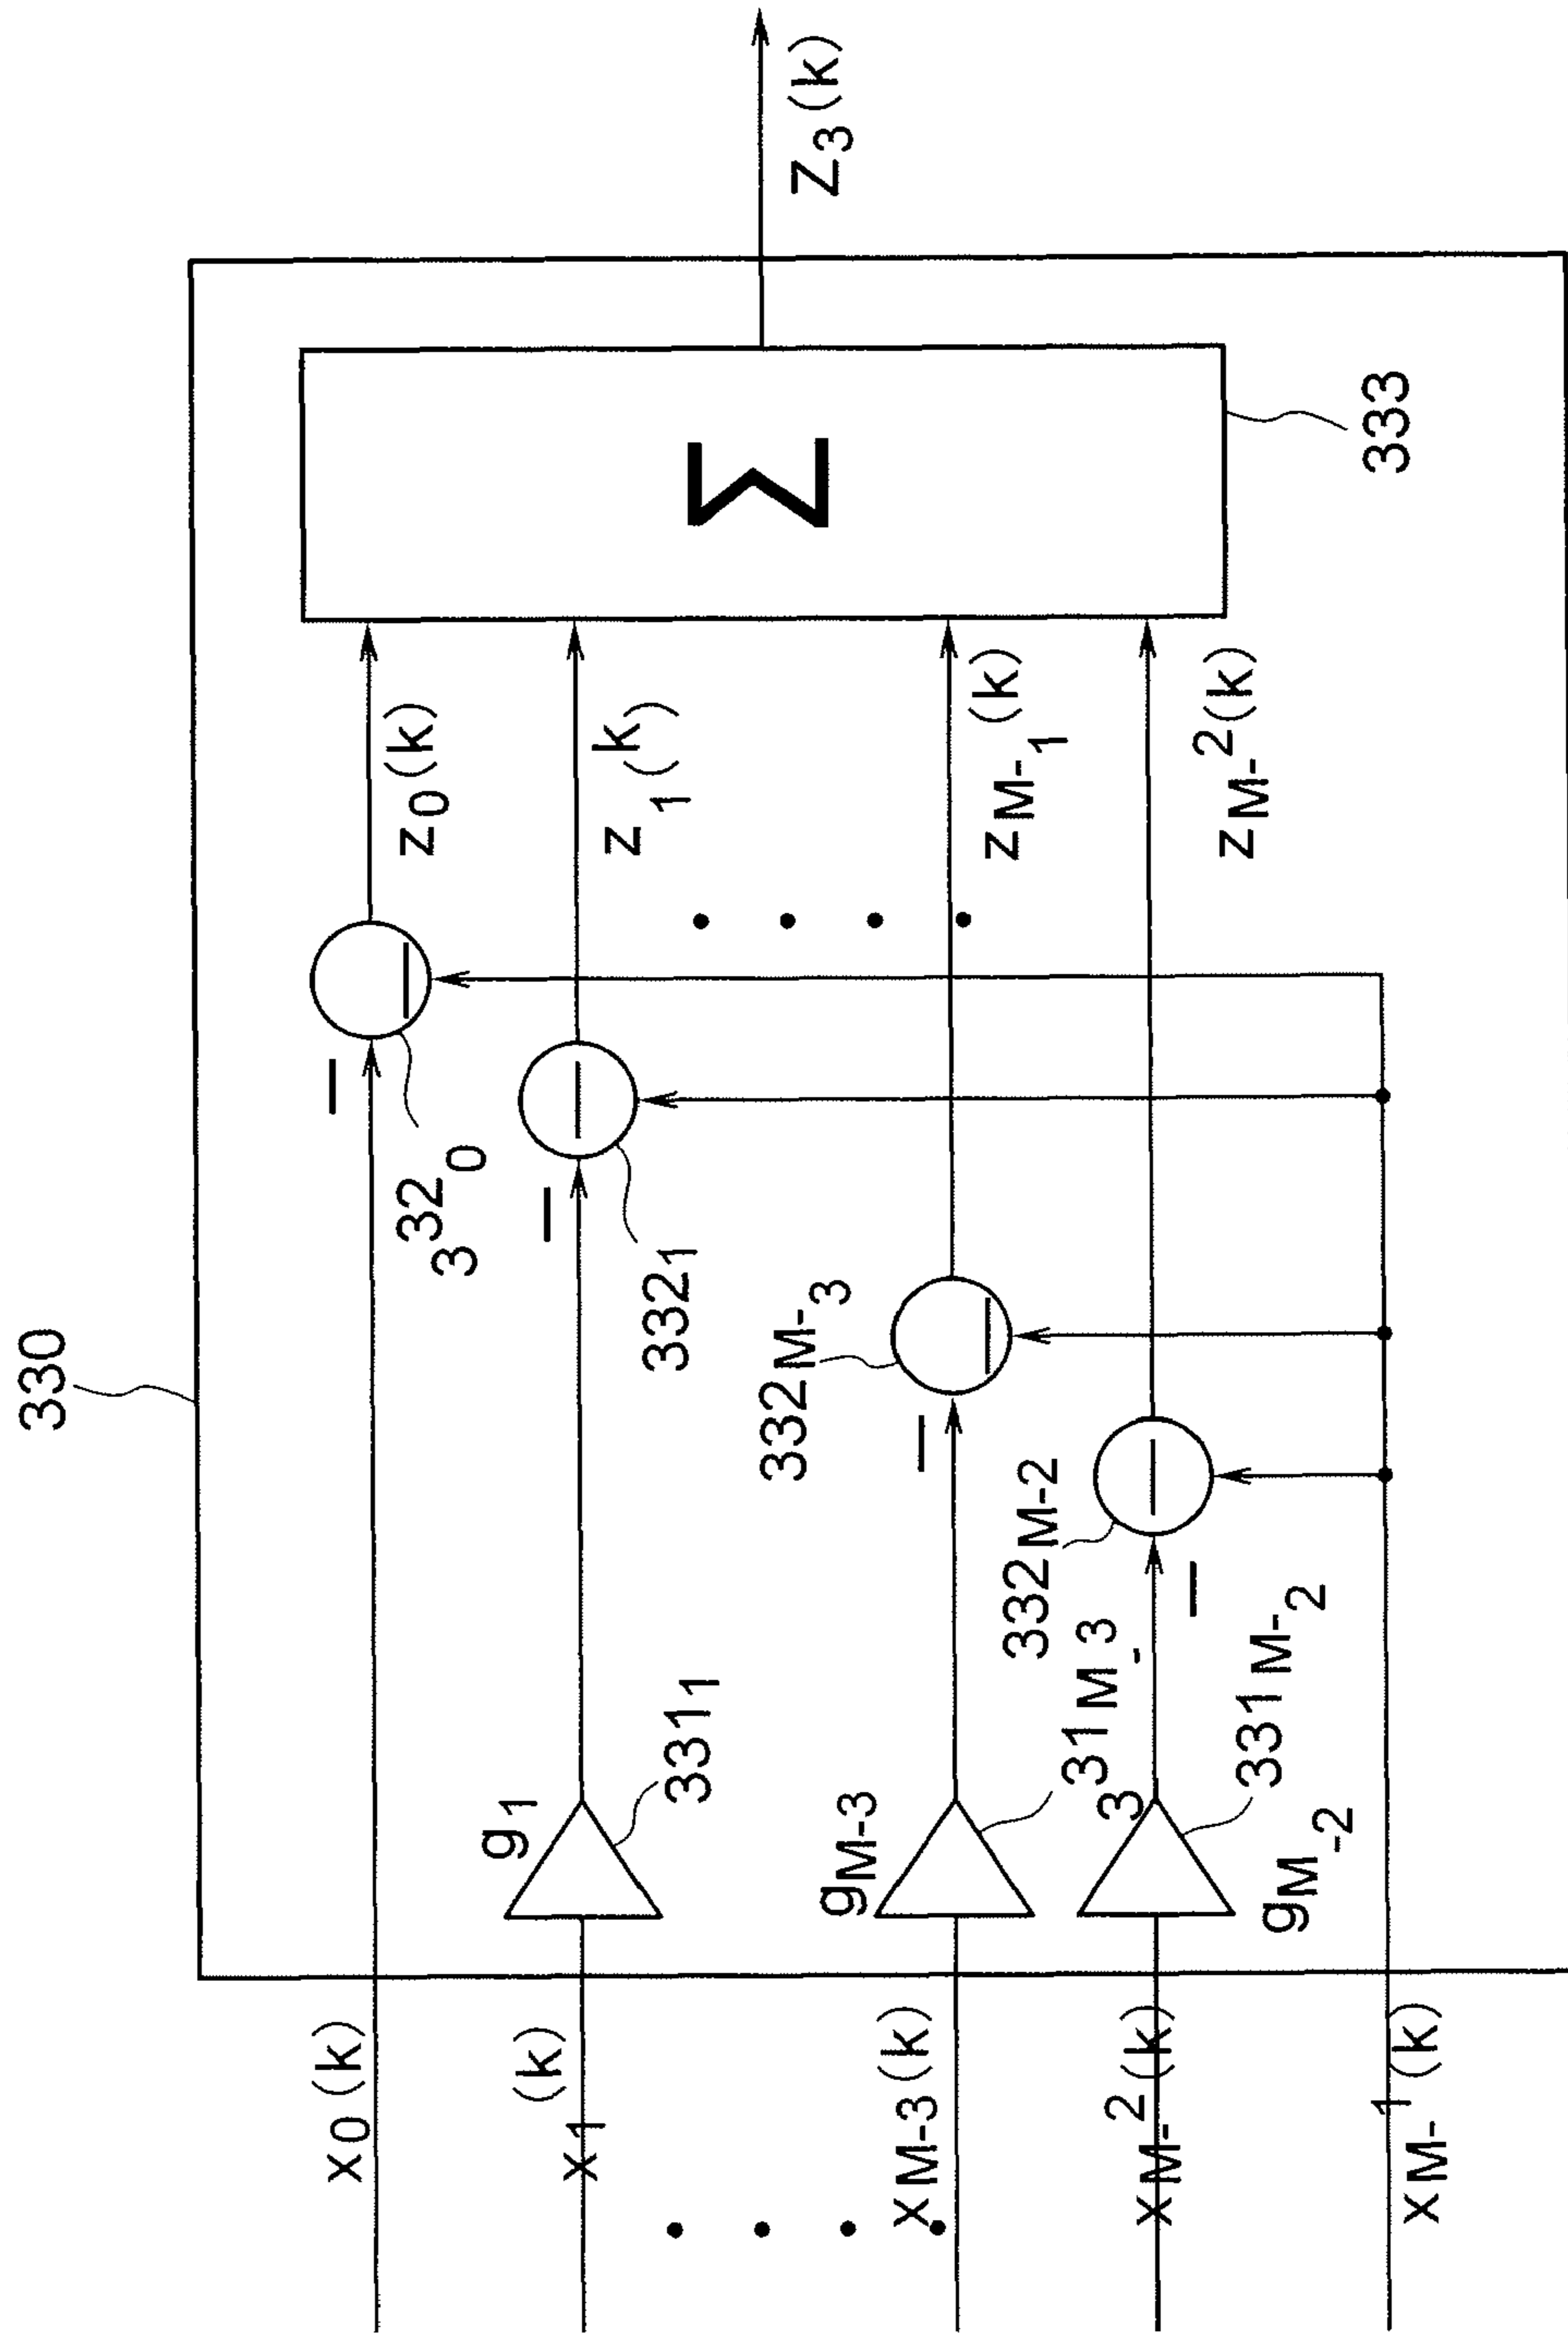 330
x0(k)
x1(k)
xM-3(k)
xM-2(k)
xM-1(k)
g1
3311
gM-3
331M-3
gM-2
331M-2
3320
3321
332M-3
332M-2
z0(k)
z1(k)
zM-1(k)
zM-2(k)
Σ
333
Z3(k)